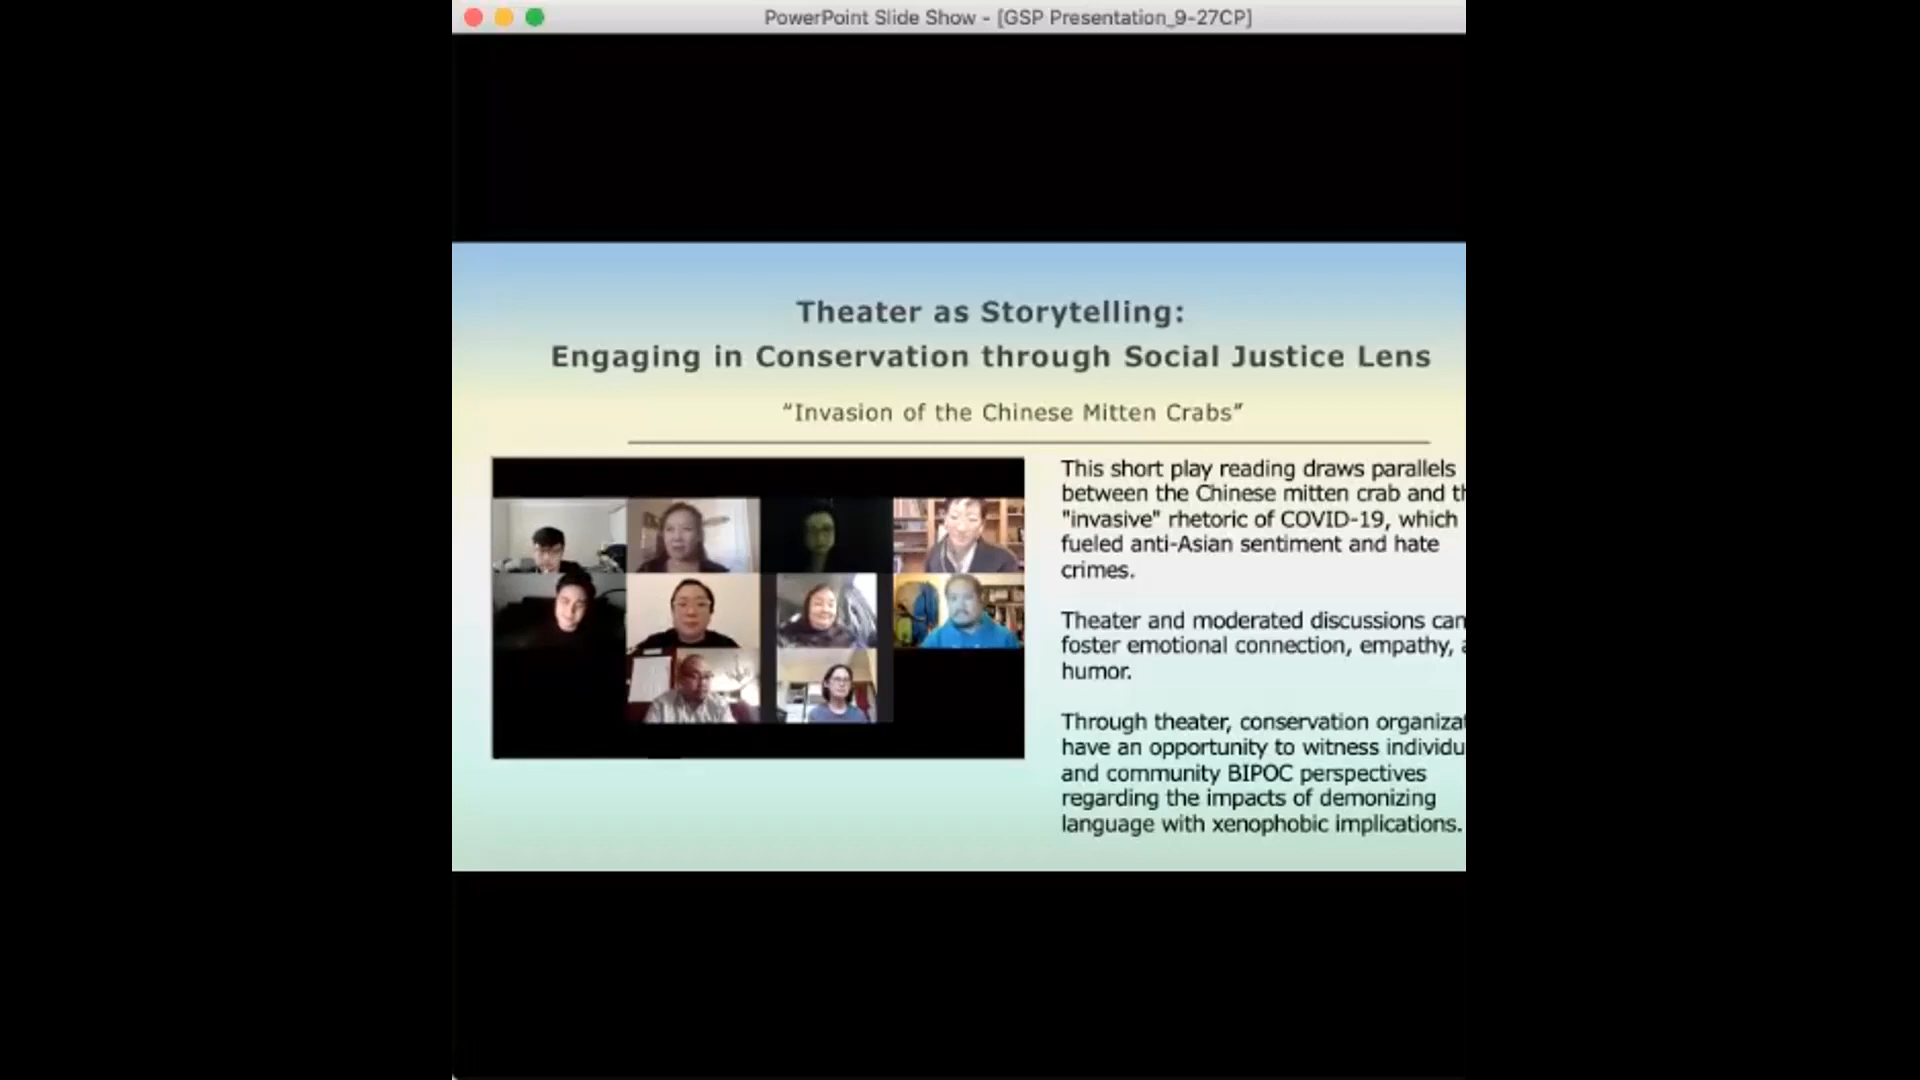 PowerPoint Slide Show - [GSP Presentation_9-27CP]
Theater as Storytelling:
Engaging in Conservation through Social Justice Lens
“Invasion of the Chinese Mitten Crabs”
This short play reading draws parallels
between the Chinese mitten crab and
"invasive" rhetoric of COVID-19, which
fueled anti-Asian sentiment and hate
crimes.
Theater and moderated discussions can
foster emotional connection, empathy,
humor.
Through theater, conservation
have an opportunity to witness
and community BIPOC perspectives
regarding the impacts of demonizing
language with xenophobic implications.